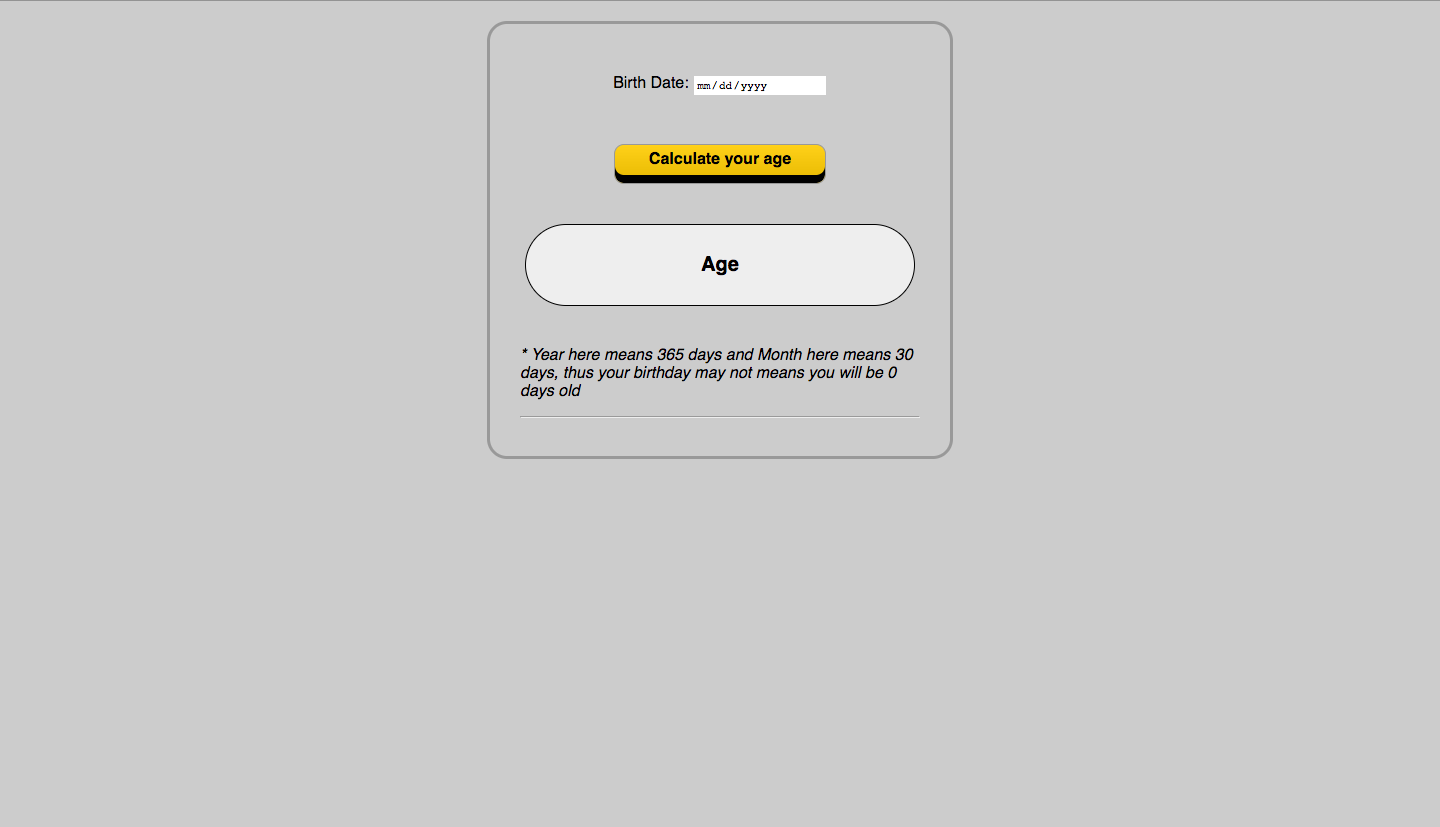 Birth Date: mm/dd/yyyy
Calculate your age
Age
* Year here means 365 days and Month here means 30
days, thus your birthday may not means you will be 0
days old